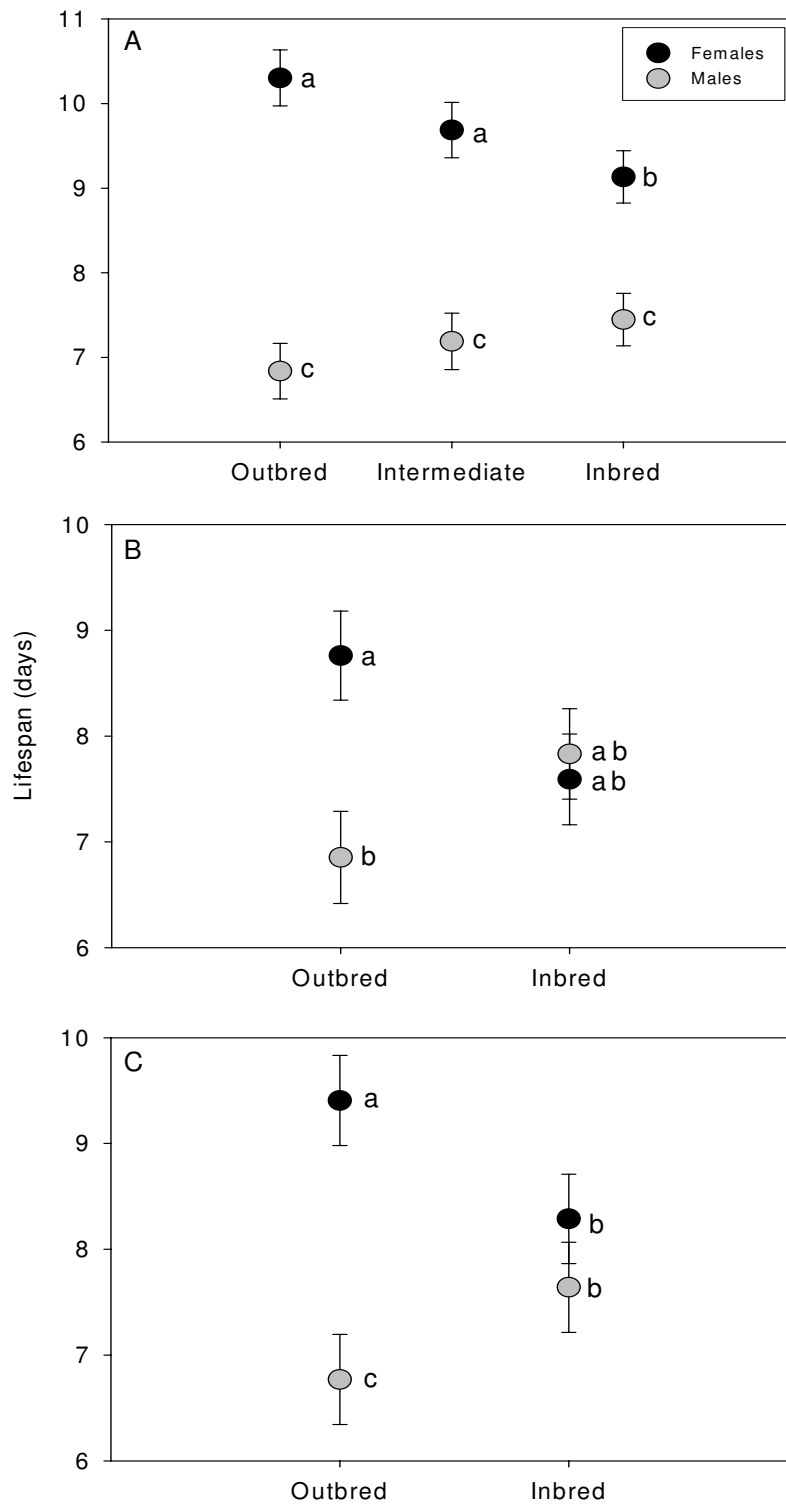 11
A
Females
Males
10
a
a
9
b
8
7
c
c
c
6
Outbred Intermediate Inbred
10
B
9
a
8
a b
a b
7
b
6
Outbred Inbred
Lifespan (days)
10
C
9
a
8
b
b
7
c
6
Outbred Inbred